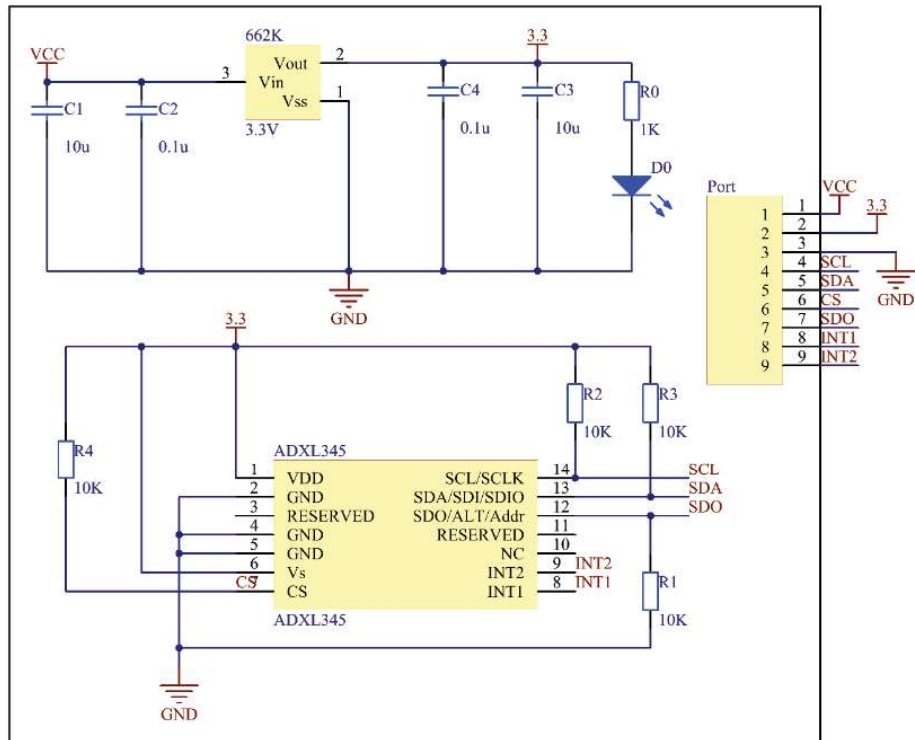 662K
VCC
3.3
3 Vin
Vout 2
Vss 1
3.3V
C1
10u
C2
0.1u
C4
0.1u
C3
10u
R0
1K
D0
GND
Port
1 1 VCC
2 2 3.3
3 3
GND
4 4 SCL
5 5 SDA
6 6 CS
7 7 SDO
8 8 INT1
9 9 INT2
3.3
R4
10K
R2
10K
R3
10K
ADXL345
1 VDD SCL/SCLK 14 SCL
2 GND SDA/SDI/SDIO 13 SDA
3 RESERVED SDO/ALT/Addr 12 SDO
4 GND RESERVED 11
5 GND NC 10
6 Vs INT2 9 INT2
CS 7 CS INT1 8 INT1
ADXL345
R1
10K
GND